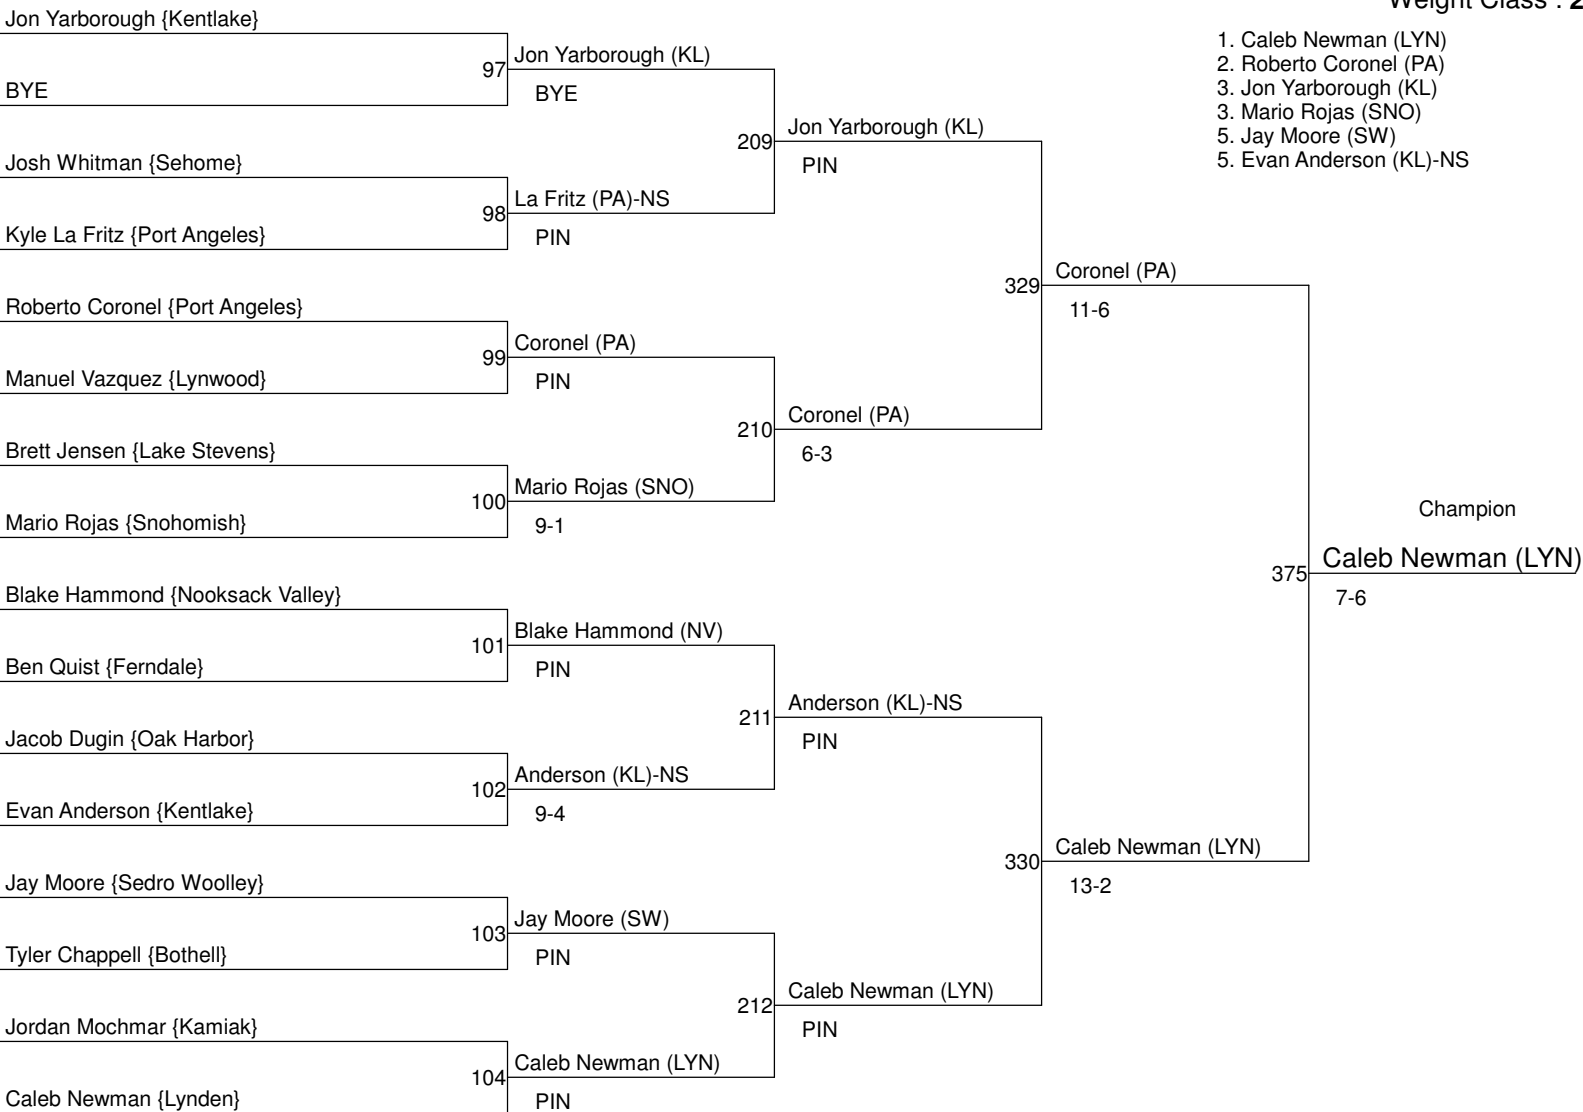 Weight Class : 2
1. Caleb Newman (LYN)
2. Roberto Coronel (PA)
3. Jon Yarborough (KL)
3. Mario Rojas (SNO)
5. Jay Moore (SW)
5. Evan Anderson (KL)-NS
Jon Yarborough {Kentlake}
BYE
Josh Whitman {Sehome}
Kyle La Fritz {Port Angeles}
Roberto Coronel {Port Angeles}
Manuel Vazquez {Lynwood}
Brett Jensen {Lake Stevens}
Mario Rojas {Snohomish}
Blake Hammond {Nooksack Valley}
Ben Quist {Ferndale}
Jacob Dugin {Oak Harbor}
Evan Anderson {Kentlake}
Jay Moore {Sedro Woolley}
Tyler Chappell {Bothell}
Jordan Mochmar {Kamiak}
Caleb Newman {Lynden}
97 Jon Yarborough (KL)
BYE
98 La Fritz (PA)-NS
PIN
99 Coronel (PA)
PIN
100 Mario Rojas (SNO)
9-1
101 Blake Hammond (NV)
PIN
102 Anderson (KL)-NS
9-4
103 Jay Moore (SW)
PIN
104 Caleb Newman (LYN)
PIN
209 Jon Yarborough (KL)
PIN
210 Coronel (PA)
6-3
211 Anderson (KL)-NS
PIN
212 Caleb Newman (LYN)
PIN
329 Coronel (PA)
11-6
330 Caleb Newman (LYN)
13-2
Champion
375 Caleb Newman (LYN)
7-6